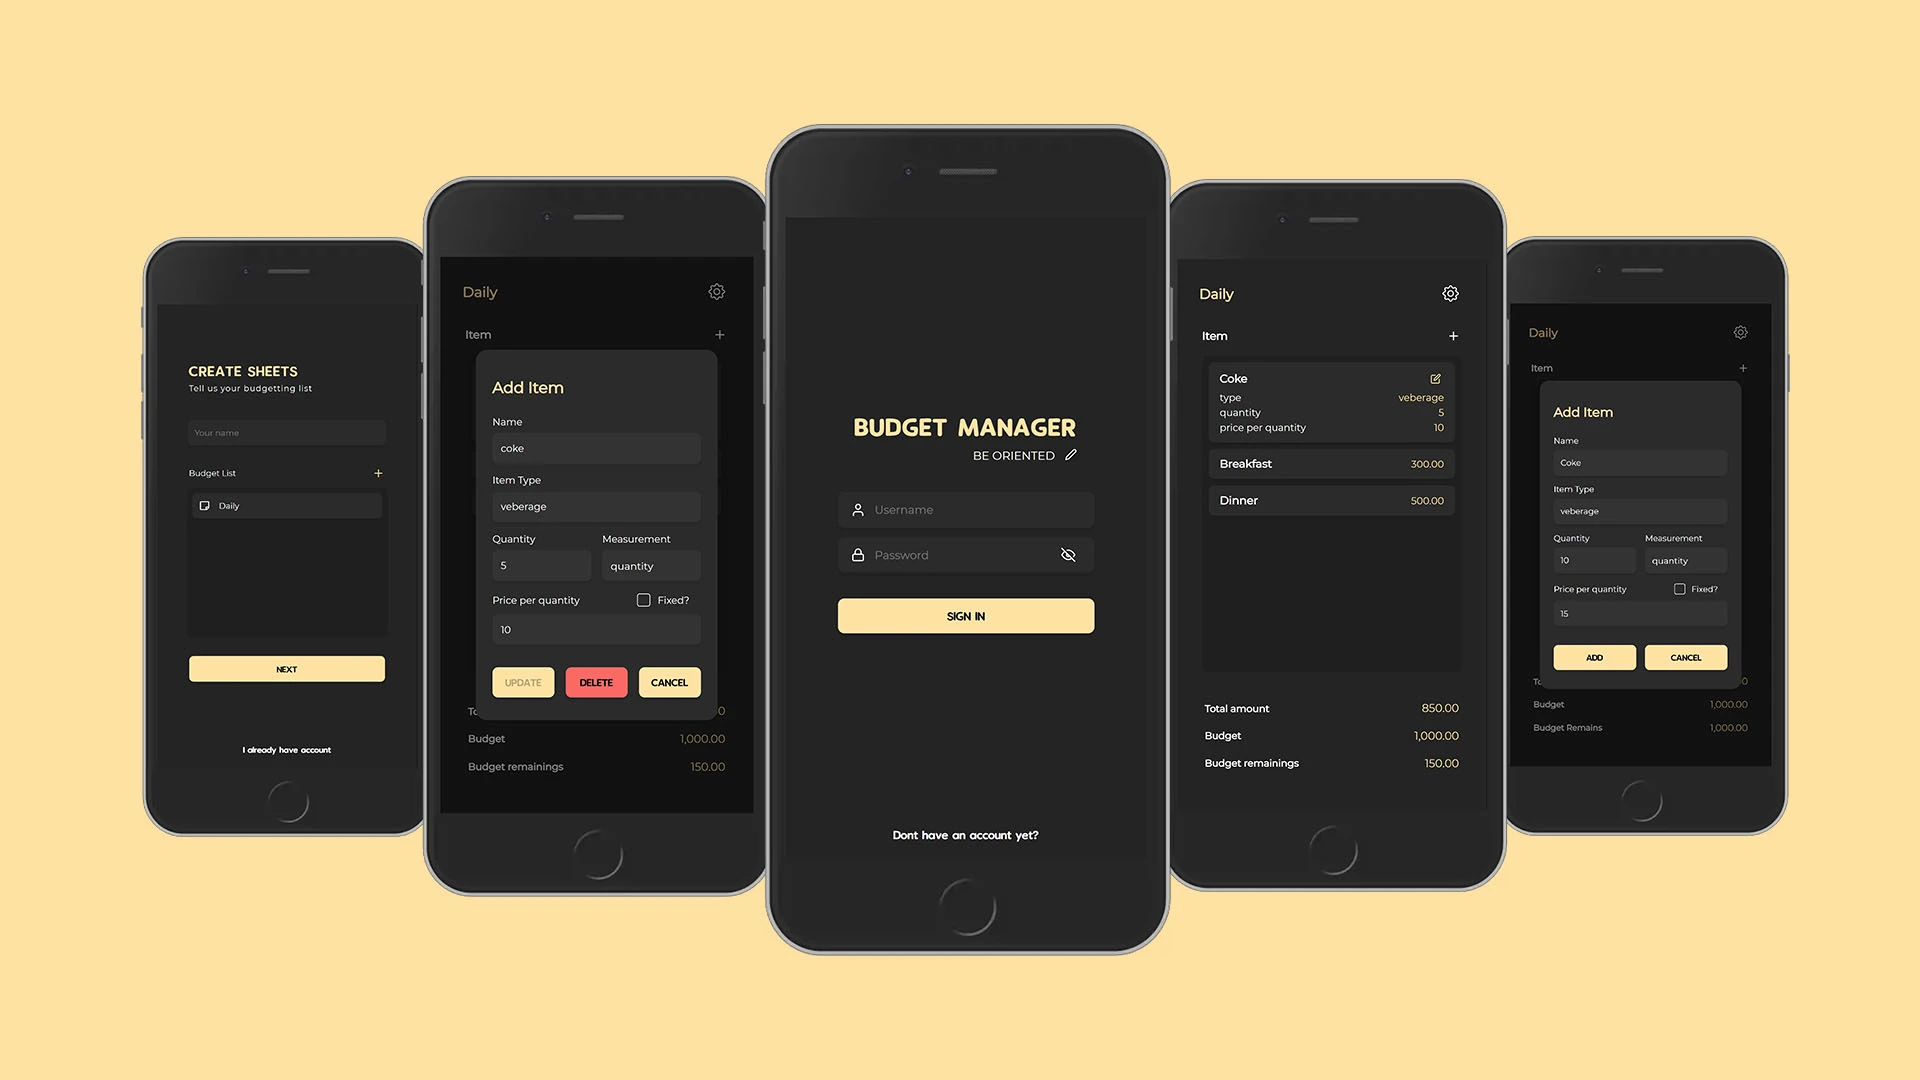 CREATE SHEETS
Tell us your budgetting list
Your name
Budget List +
Daily
NEXT
I already have account
Daily
Item +
Add Item
Name
coke
Item Type
veberage
Quantity Measurement
5 quantity
Price per quantity Fixed?
10
UPDATE DELETE CANCEL
To 0
Budget 1,000.00
Budget remainings 150.00
BUDGET MANAGER
BE ORIENTED
Username
Password
SIGN IN
Dont have an account yet?
Daily
Item +
Coke
type veberage
quantity 5
price per quantity 10
Breakfast 300.00
Dinner 500.00
Total amount 850.00
Budget 1,000.00
Budget remainings 150.00
Daily
Item +
Add Item
Name
Coke
Item Type
veberage
Quantity Measurement
10 quantity
Price per quantity Fixed?
15
ADD CANCEL
To 0
Budget 1,000.00
Budget Remains 1,000.00